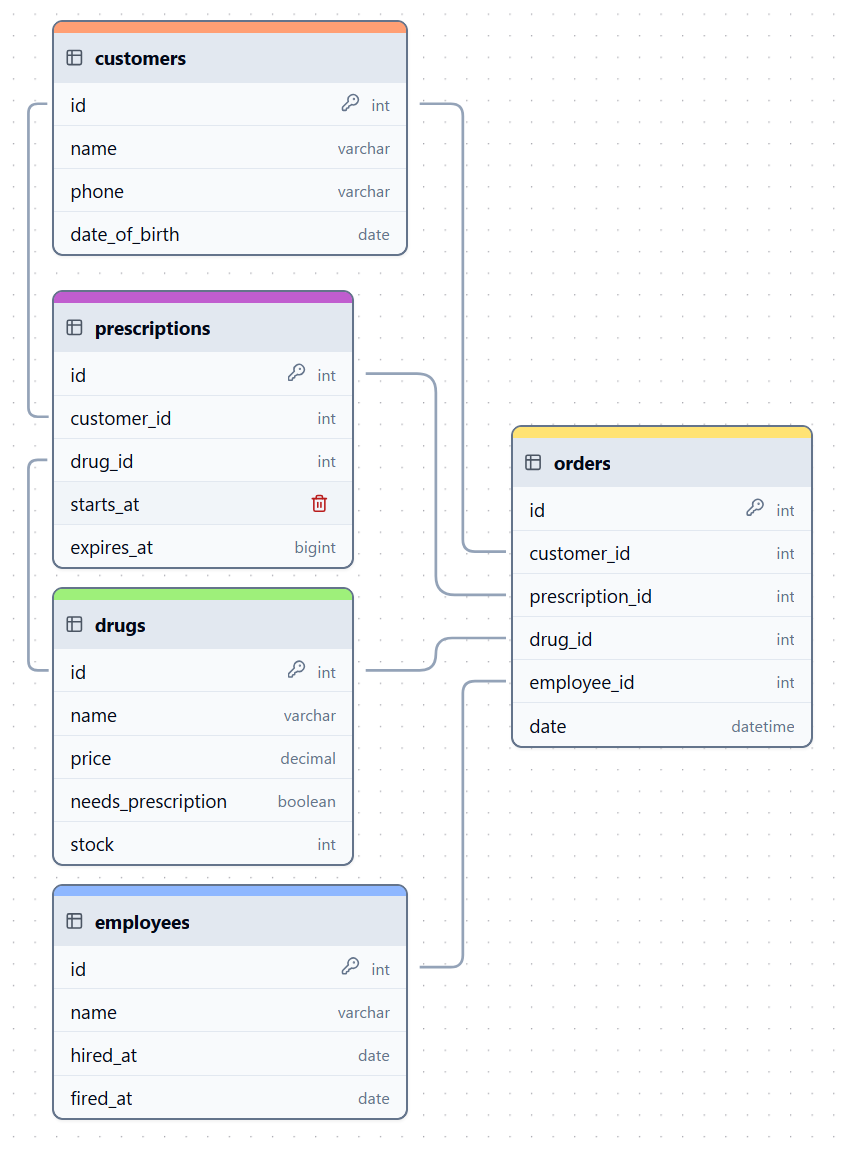 customers
id int
name varchar
phone varchar
date_of_birth date
prescriptions
id int
customer_id int
drug_id int
starts_at
expires_at bigint
drugs
id int
name varchar
price decimal
needs_prescription boolean
stock int
employees
id int
name varchar
hired_at date
fired_at date
orders
id int
customer_id int
prescription_id int
drug_id int
employee_id int
date datetime